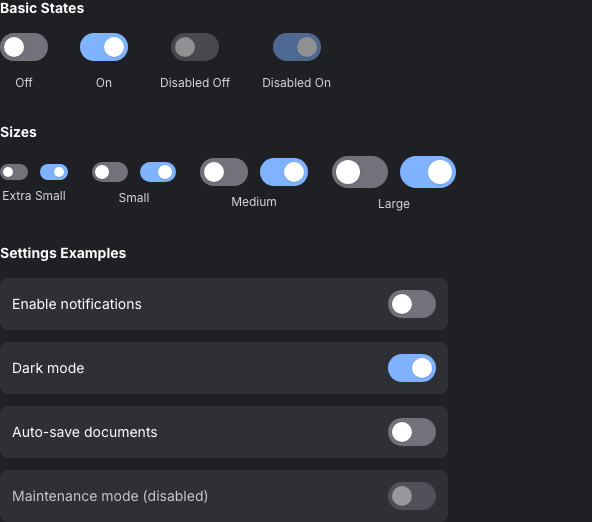 Basic States
Off On Disabled Off Disabled On
Sizes
Extra Small Small Medium Large
Settings Examples
Enable notifications
Dark mode
Auto-save documents
Maintenance mode (disabled)